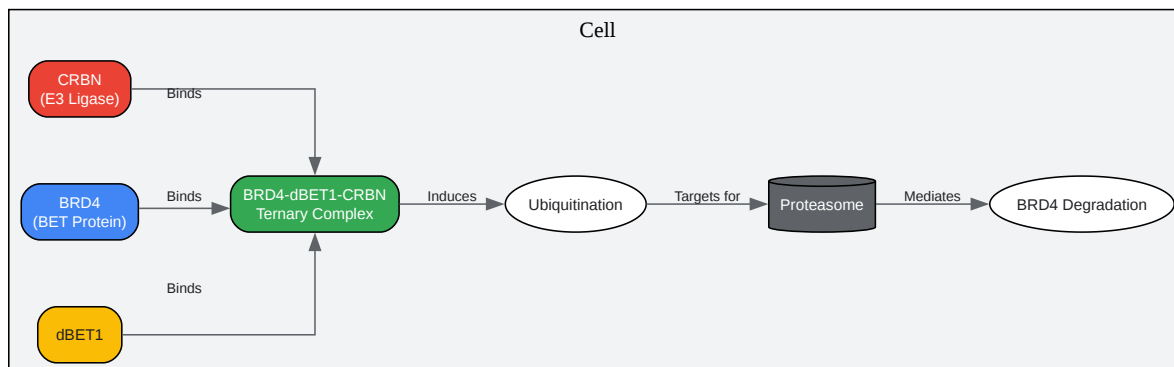 Cell
CRBN
(E3 Ligase)
Binds
BRD4
(BET Protein)
Binds
BRD4-dBET1-CRBN
Ternary Complex
Induces
Ubiquitination
Targets for
Proteasome
Mediates
BRD4 Degradation
Binds
dBET1